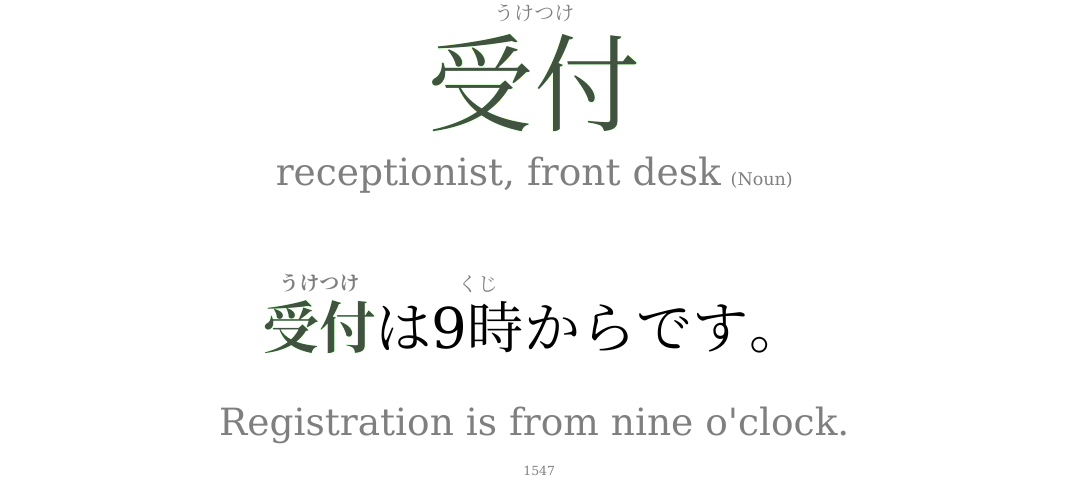 うけつけ
受付
receptionist, front desk (Noun)
うけつけ くじ
受付は9時からです。
Registration is from nine o'clock.
1547